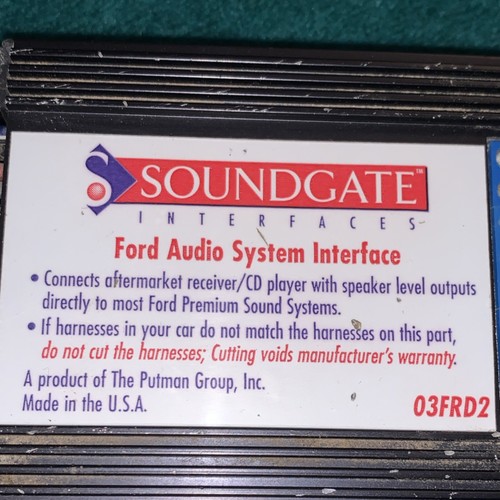 S
SOUNDGATE™
INTERFACES
Ford Audio System Interface
• Connects aftermarket receiver/CD player with speaker level outputs
directly to most Ford Premium Sound Systems.
• If harnesses in your car do not match the harnesses on this part,
do not cut the harnesses; Cutting voids manufacturer's warranty.
A product of The Putman Group, Inc.
Made in the U.S.A.
03FRD2